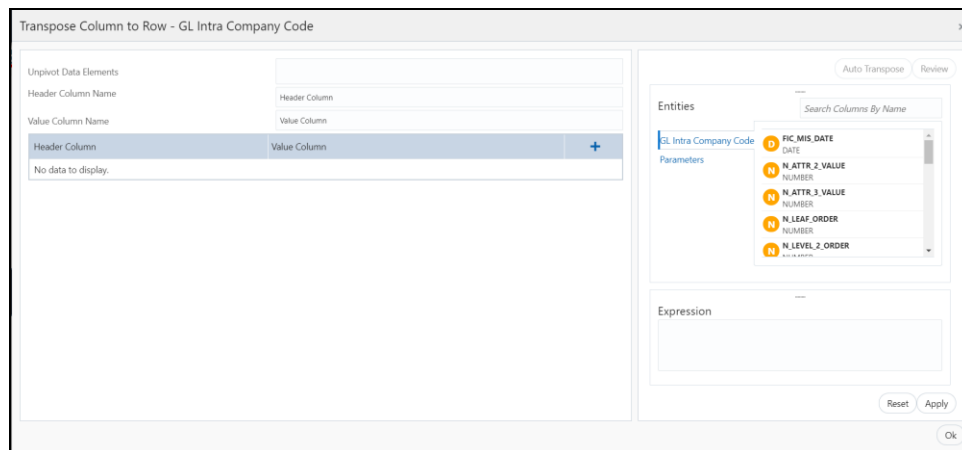 Transpose Column to Row - GL Intra Company Code
Unpivot Data Elements
Header Column Name
Header Column
Value Column Name
Value Column
Header Column Value Column +
No data to display.
Auto Transpose Review
Entities
Search Columns By Name
GL Intra Company Code
Parameters
D FIC_MIS_DATE
DATE
N N_ATTR_2_VALUE
NUMBER
N N_ATTR_3_VALUE
NUMBER
N N_LEAF_ORDER
NUMBER
N N_LEVEL_2_ORDER
NUMBER
Expression
Reset Apply
Ok